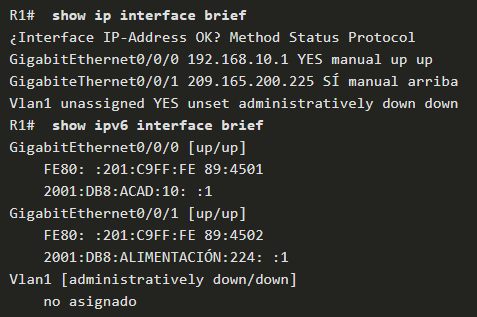 R1# show ip interface brief
¿Interface IP-Address OK? Method Status Protocol
GigabitEthernet0/0/0 192.168.10.1 YES manual up up
GigabiteThernet0/0/1 209.165.200.225 SÍ manual arriba
Vlan1 unassigned YES unset administratively down down
R1# show ipv6 interface brief
GigabitEthernet0/0/0 [up/up]
FE80: :201:C9FF:FE 89:4501
2001:DB8:ACAD:10: :1
GigabitEthernet0/0/1 [up/up]
FE80: :201:C9FF:FE 89:4502
2001:DB8:ALIMENTACIÓN:224: :1
Vlan1 [administratively down/down]
no asignado